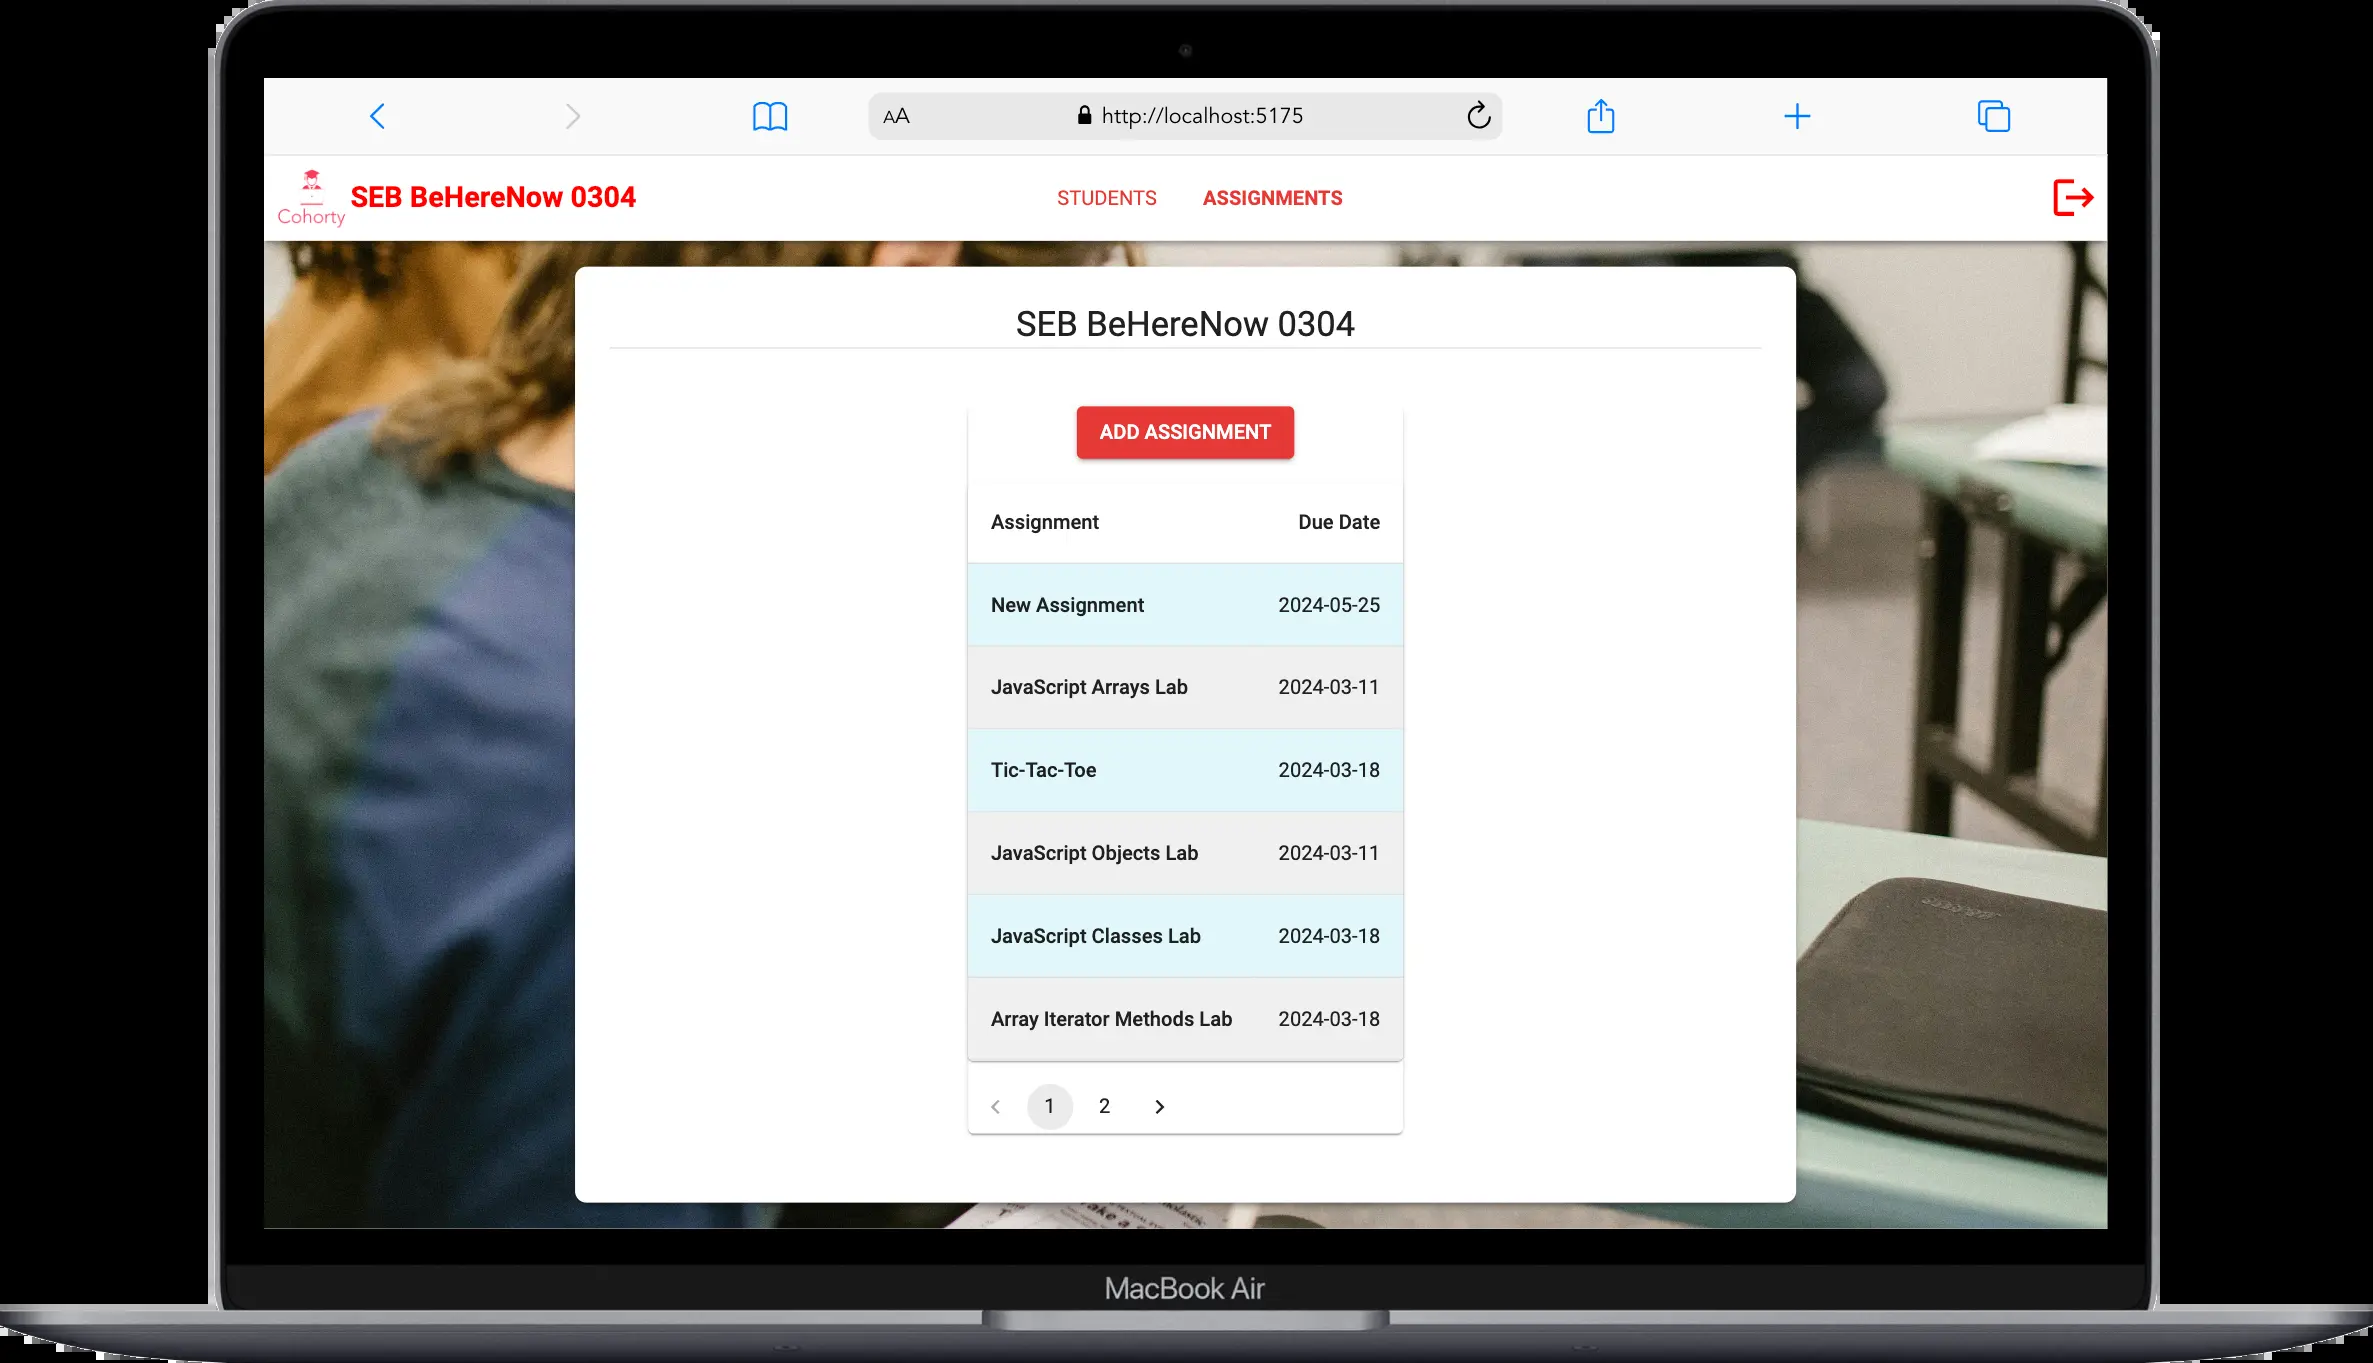 AA http://localhost:5175
Cohorty
SEB BeHereNow 0304
STUDENTS ASSIGNMENTS
SEB BeHereNow 0304
ADD ASSIGNMENT
Assignment Due Date
New Assignment 2024-05-25
JavaScript Arrays Lab 2024-03-11
Tic-Tac-Toe 2024-03-18
JavaScript Objects Lab 2024-03-11
JavaScript Classes Lab 2024-03-18
Array Iterator Methods Lab 2024-03-18
1 2
MacBook Air